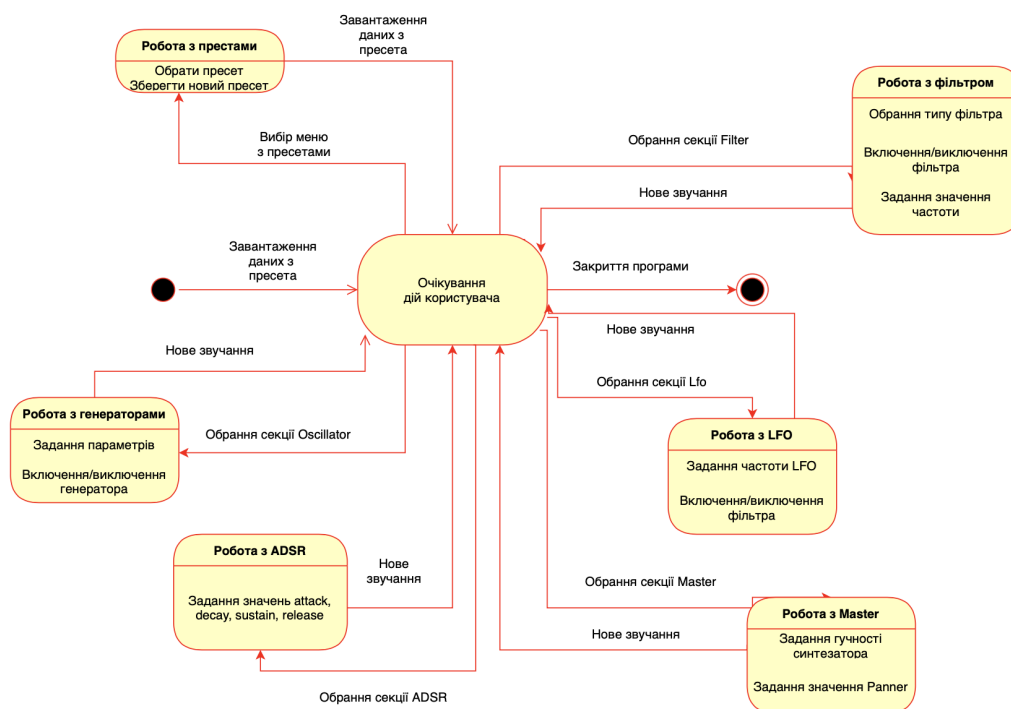 Завантаження
даних з
пресета
Робота з престами
Обрати пресет
Зберегти новий пресет
Вибір меню
з пресетами
Робота з фільтром
Обрання типу фільтра
Включення/виключення
фільтра
Задання значення
частоти
Обрання секції Filter
Нове звучання
Завантаження
даних з
пресета
Очікування
дій користувача
Закриття програми
Нове звучання
Нове звучання
Обрання секції Lfo
Робота з генераторами
Задання параметрів
Включення/виключення
генератора
Обрання секції Oscillator
Робота з LFO
Задання частоти LFO
Включення/виключення
фільтра
Робота з ADSR
Задання значень attack,
decay, sustain, release
Нове
звучання
Обрання секції ADSR
Обрання секції Master
Нове звучання
Робота з Master
Задання гучності
синтезатора
Задання значення Panner